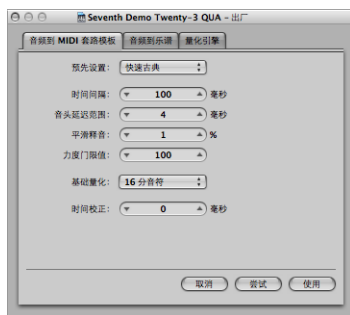 Seventh Demo Twenty-3 QUA - 出厂
音频到 MIDI 套路模板 音频到乐谱 量化引擎
预先设置: 快速古典
时间间隔: 100 毫秒
音头延迟范围: 4 毫秒
平滑释音: 1 %
力度门限值: 100
基础量化: 16 分音符
时间校正: 0 毫秒
取消 尝试 使用